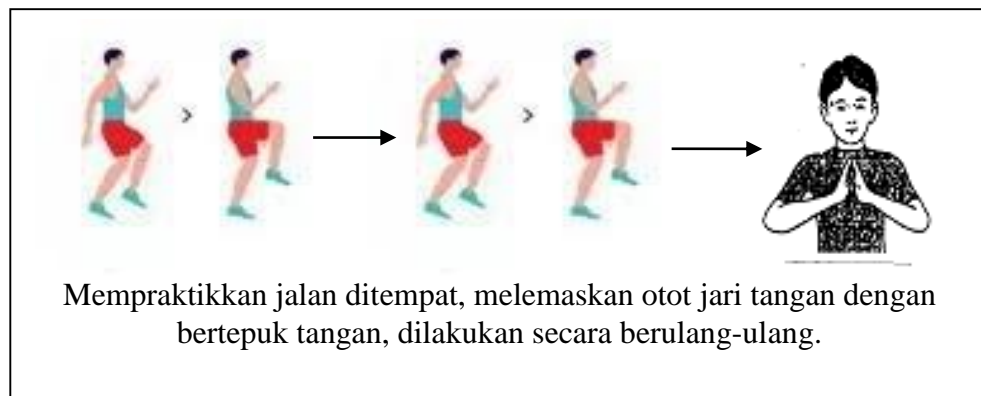 Mempraktikkan jalan ditempat, melemaskan otot jari tangan dengan
bertepuk tangan, dilakukan secara berulang-ulang.